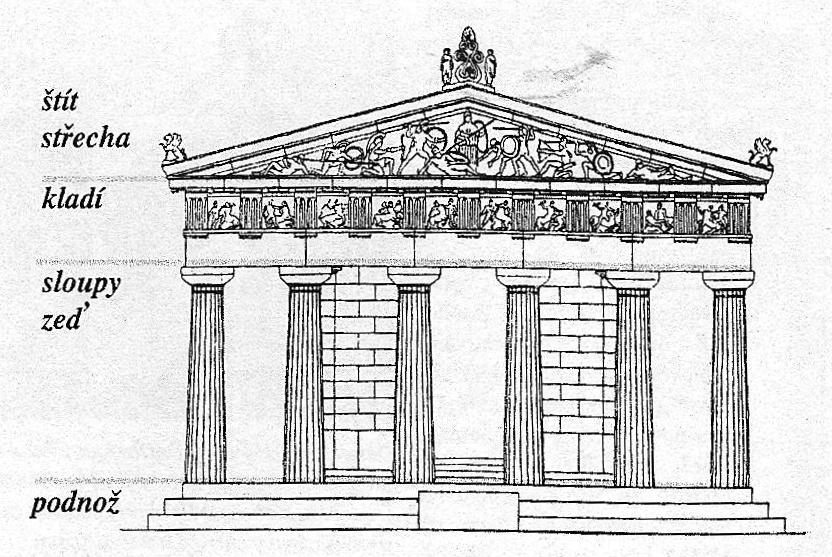 štít
střecha
kladí
sloupy
zeď
podnož